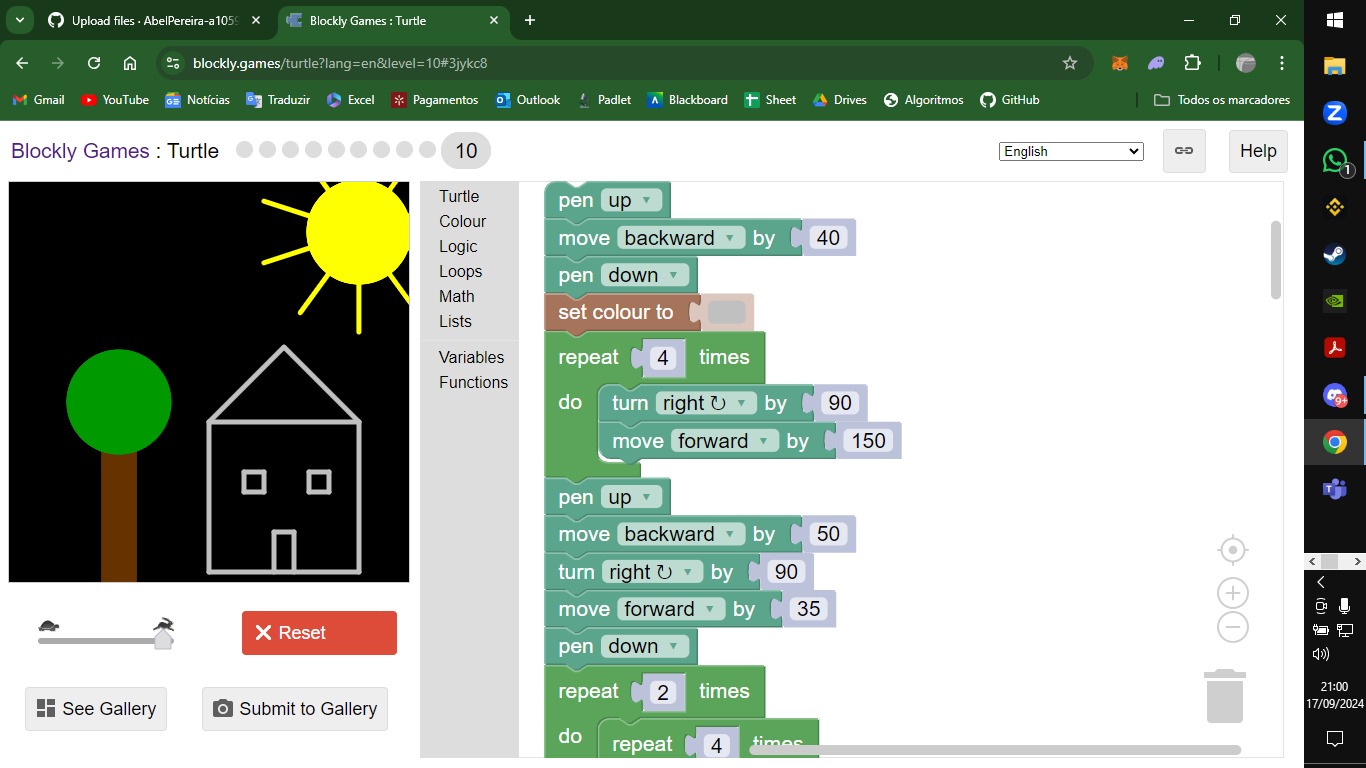 Upload files · AbelPereira-a1059
Blockly Games : Turtle
blockly.games/turtle?lang=en&level=10#3jykc8
Gmail
YouTube
Notícias
Traduzir
Excel
Pagamentos
Outlook
Padlet
Blackboard
Sheet
Drives
Algoritmos
GitHub
Todos os marcadores
Blockly Games : Turtle
10
English
Help
Turtle
Colour
Logic
Loops
Math
Lists
Variables
Functions
pen up
move backward by 40
pen down
set colour to
repeat 4 times
do turn right ↻ by 90
move forward by 150
pen up
move backward by 50
turn right ↻ by 90
move forward by 35
pen down
repeat 2 times
do repeat 4 times
Reset
See Gallery
Submit to Gallery
1
9+
21:00
17/09/2024